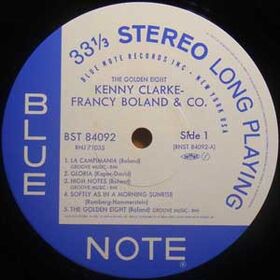 33⅓ STEREO LONG PLAYING
BLUE NOTE RECORDS INC · NEW YORK USA
THE GOLDEN EIGHT
KENNY CLARKE-
FRANCY BOLAND & CO.
BST 84092
Side 1
RNJ 71035
(RNST 84092-A)
1. LA CAMPIMANIA (Boland)
GROOVE MUSIC - BMI
2. GLORIA (Kaper-David)
3. HIGH NOTES (Boland)
GROOVE MUSIC - BMI
4. SOFTLY AS IN A MORNING SUNRISE
(Romberg-Hammerstein)
5. THE GOLDEN EIGHT (Boland) GROOVE MUSIC - BMI
BLUE
NOTE